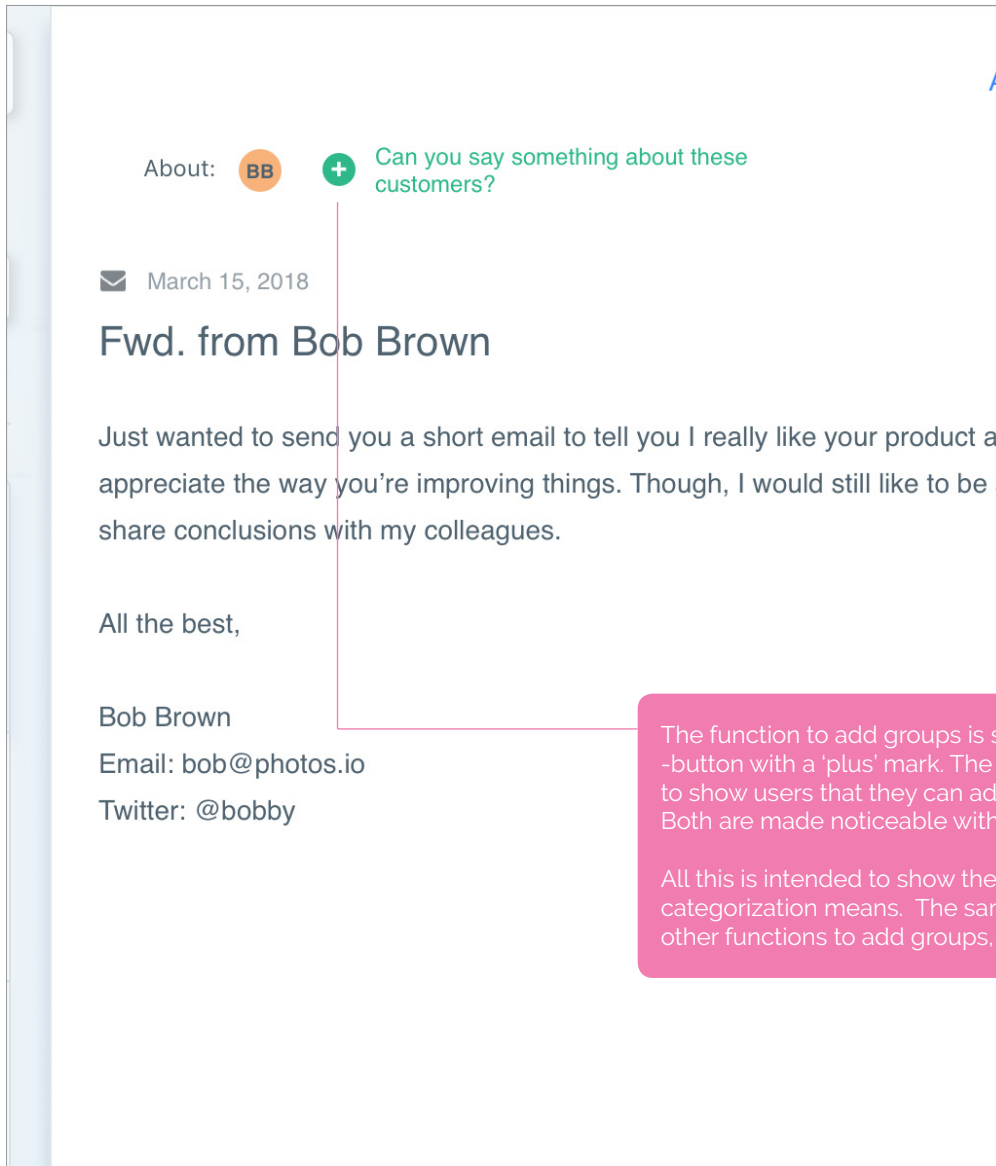 About: BB + Can you say something about these
customers?
March 15, 2018
Fwd. from Bob Brown
Just wanted to send you a short email to tell you I really like your product a
appreciate the way you’re improving things. Though, I would still like to be
share conclusions with my colleagues.
All the best,
Bob Brown
Email: bob@photos.io
Twitter: @bobby
The function to add groups is
-button with a ‘plus’ mark. The
to show users that they can ad
Both are made noticeable with
All this is intended to show the
categorization means. The
other functions to add groups,